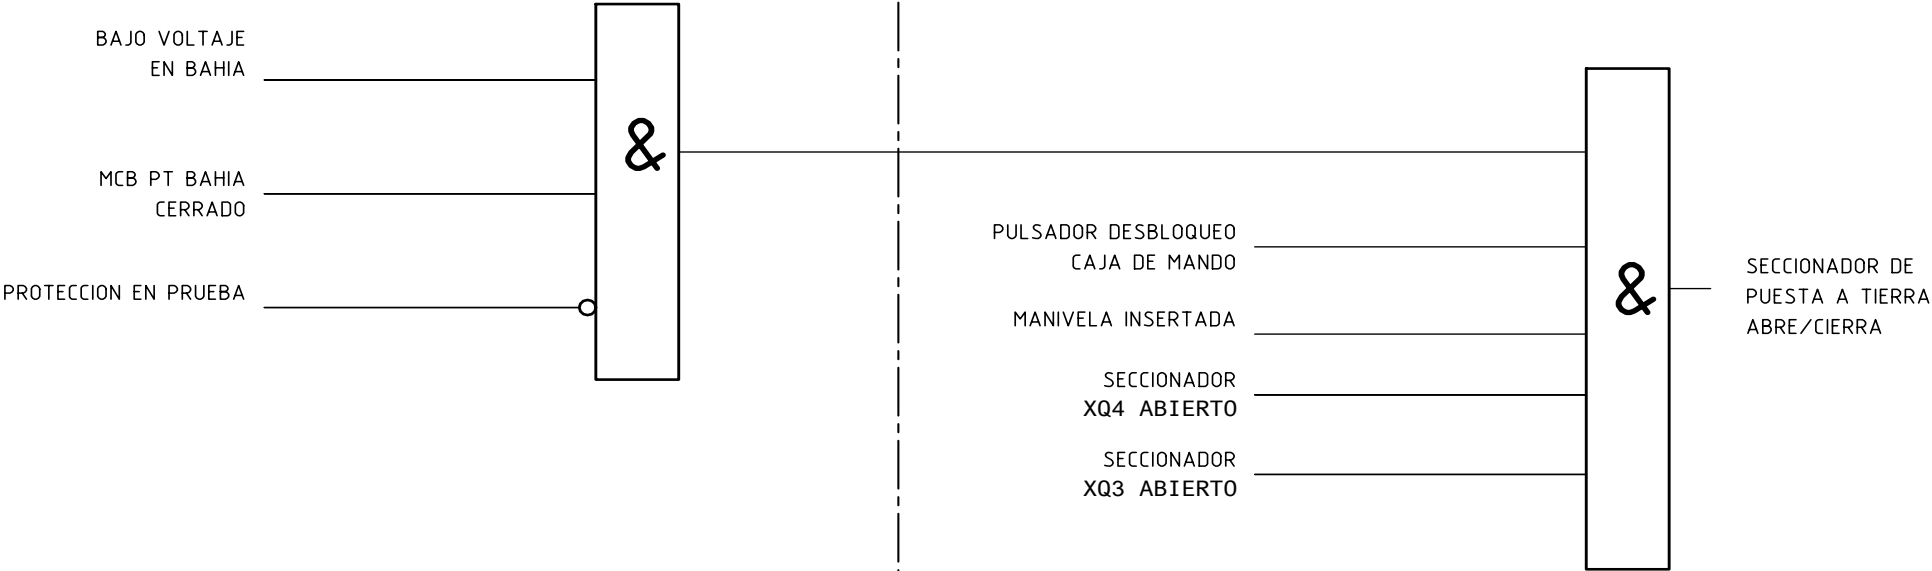 BAJO VOLTAJE
EN BAHIA
&
MCB PT BAHIA
CERRADO
PROTECCION EN PRUEBA
PULSADOR DESBLOQUEO
CAJA DE MANDO
MANIVELA INSERTADA
SECCIONADOR
XQ4 ABIERTO
SECCIONADOR
XQ3 ABIERTO
&
SECCIONADOR DE
PUESTA A TIERRA
ABRE/CIERRA